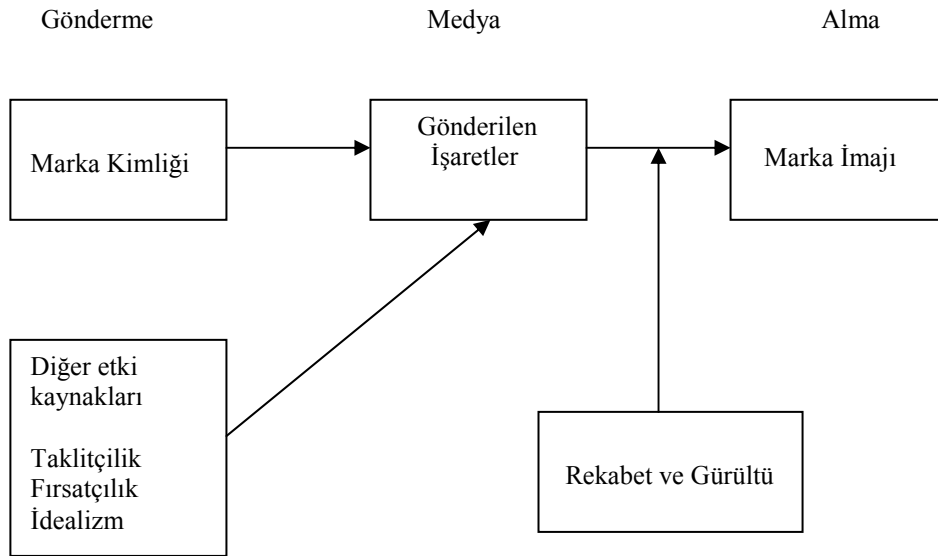 Gönderme
Medya
Alma
Marka Kimliği
Gönderilen
İşaretler
Marka İmajı
Diğer etki
kaynakları
Taklitçilik
Fırsatçılık
İdealizm
Rekabet ve Gürültü